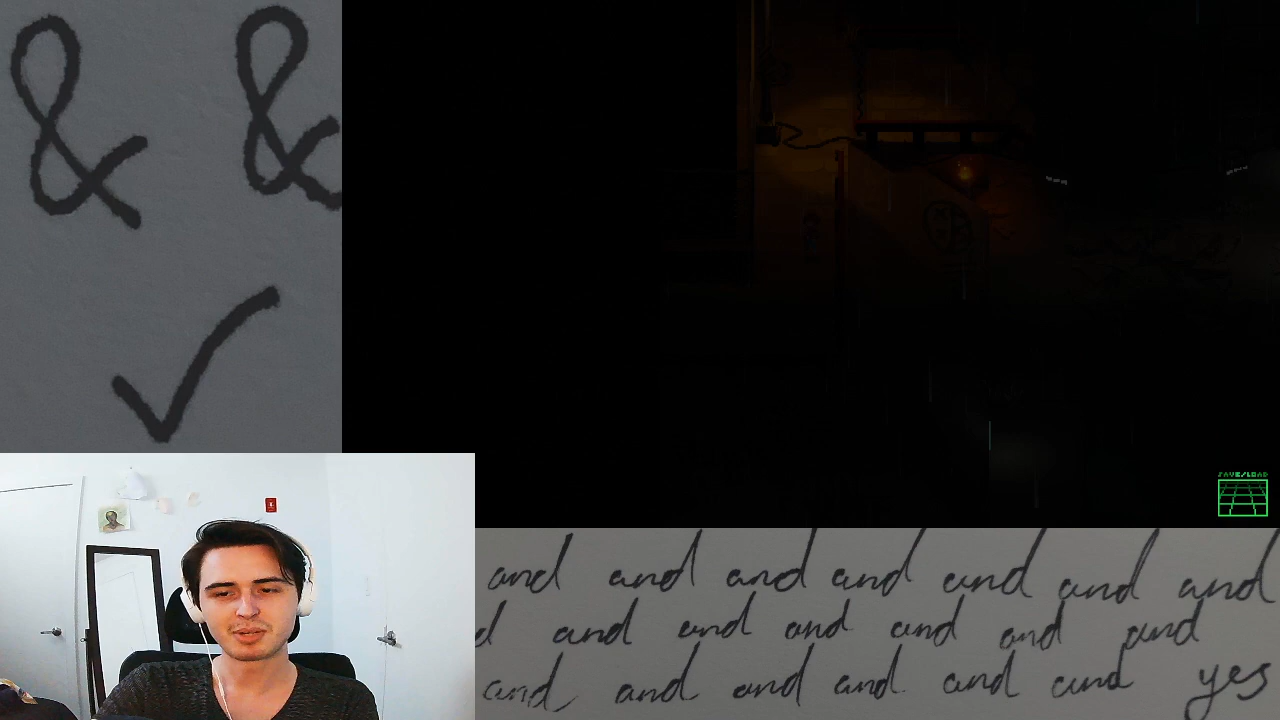 & &
✓
SAVE/LOAD
and and and and and and and
d and and and and and and
and and and and and and yes